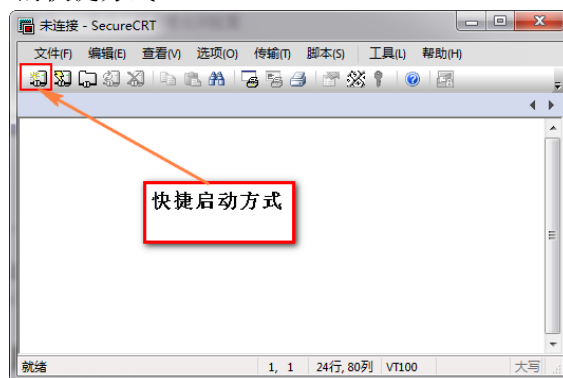 未连接 - SecureCRT
文件(F) 编辑(E) 查看(V) 选项(O) 传输(T) 脚本(S) 工具(L) 帮助(H)
快捷启动方式
就绪 1, 1 24行, 80列 VT100 大写